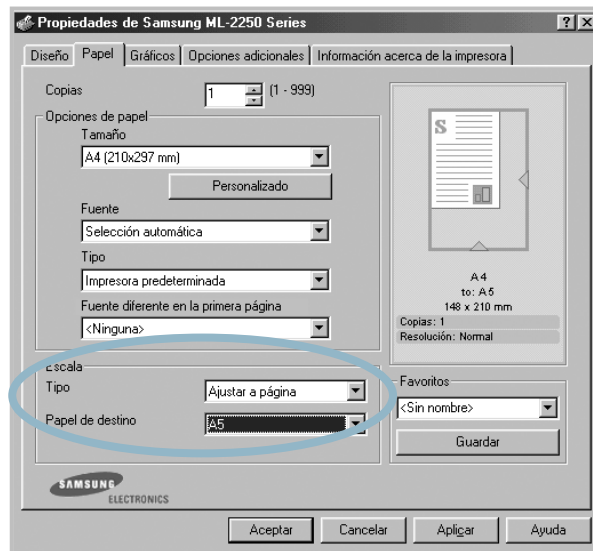 Propiedades de Samsung ML-2250 Series
Diseño Papel Gráficos Opciones adicionales Información acerca de la impresora
Copias 1 (1 - 999)
Opciones de papel
Tamaño
A4 (210x297 mm)
Personalizado
Fuente
Selección automática
Tipo
Impresora predeterminada
Fuente diferente en la primera página
<Ninguna>
Escala
Tipo Ajustar a página
Papel de destino A5
S
A4
to: A5
148 x 210 mm
Copias: 1
Resolución: Normal
Favoritos
<Sin nombre>
Guardar
SAMSUNG
ELECTRONICS
Aceptar Cancelar Aplicar Ayuda